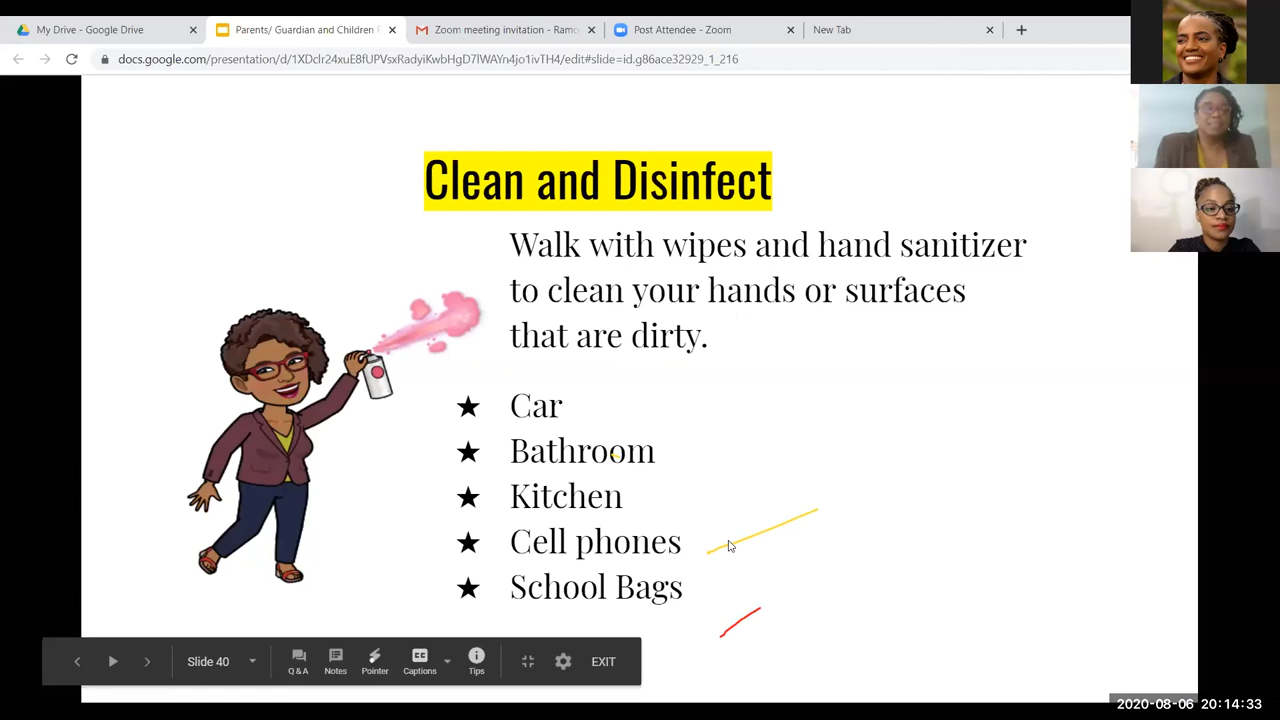 My Drive - Google Drive
Parents/ Guardian and Children P
Zoom meeting invitation - Ramo
Post Attendee - Zoom
New Tab
docs.google.com/presentation/d/1XDclr24xuE8fUPVsxRadyiKwbHgD7lWAYn4jo1ivTH4/edit#slide=id.g86ace32929_1_216
Clean and Disinfect
Walk with wipes and hand sanitizer
to clean your hands or surfaces
that are dirty.
★ Car
★ Bathroom
★ Kitchen
★ Cell phones
★ School Bags
Slide 40
Q & A
Notes
Pointer
Captions
Tips
EXIT
2020-08-06 20:14:33